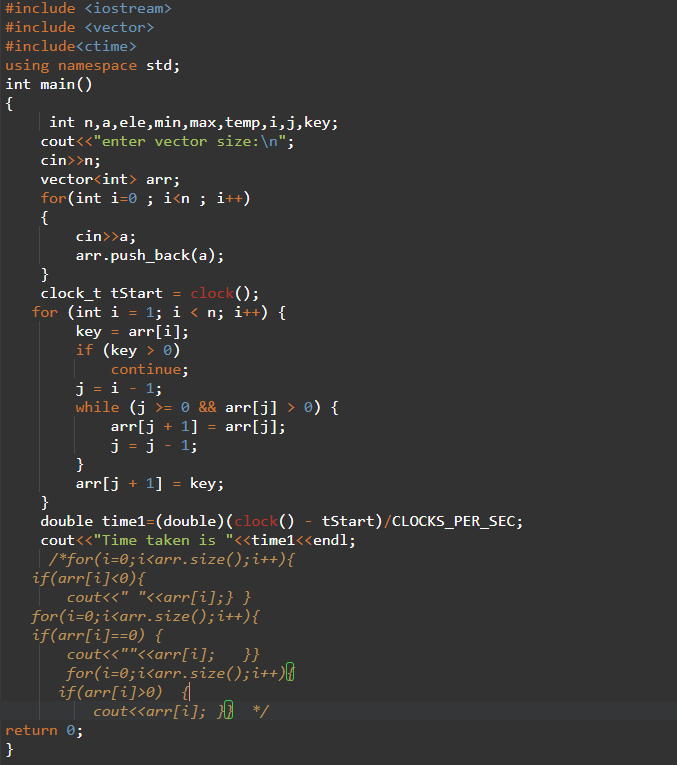 #include <iostream>
#include <vector>
#include<ctime>
using namespace std;
int main()
{
     int n,a,ele,min,max,temp,i,j,key;
    cout<<"enter vector size:\n";
    cin>>n;
    vector<int> arr;
    for(int i=0 ; i<n ; i++)
    {
        cin>>a;
        arr.push_back(a);
    }
    clock_t tStart = clock();
   for (int i = 1; i < n; i++) {
        key = arr[i];
        if (key > 0)
            continue;
        j = i - 1;
        while (j >= 0 && arr[j] > 0) {
            arr[j + 1] = arr[j];
            j = j - 1;
        }
        arr[j + 1] = key;
    }
    double time1=(double)(clock() - tStart)/CLOCKS_PER_SEC;
    cout<<"Time taken is "<<time1<<endl;
     /*for(i=0;i<arr.size();i++){
   if(arr[i]<0){
       cout<<" "<<arr[i];} }
   for(i=0;i<arr.size();i++){
   if(arr[i]==0) {
       cout<<""<<arr[i];   }}
       for(i=0;i<arr.size();i++){
      if(arr[i]>0)  {
          cout<<arr[i]; }}  */
return 0;
}